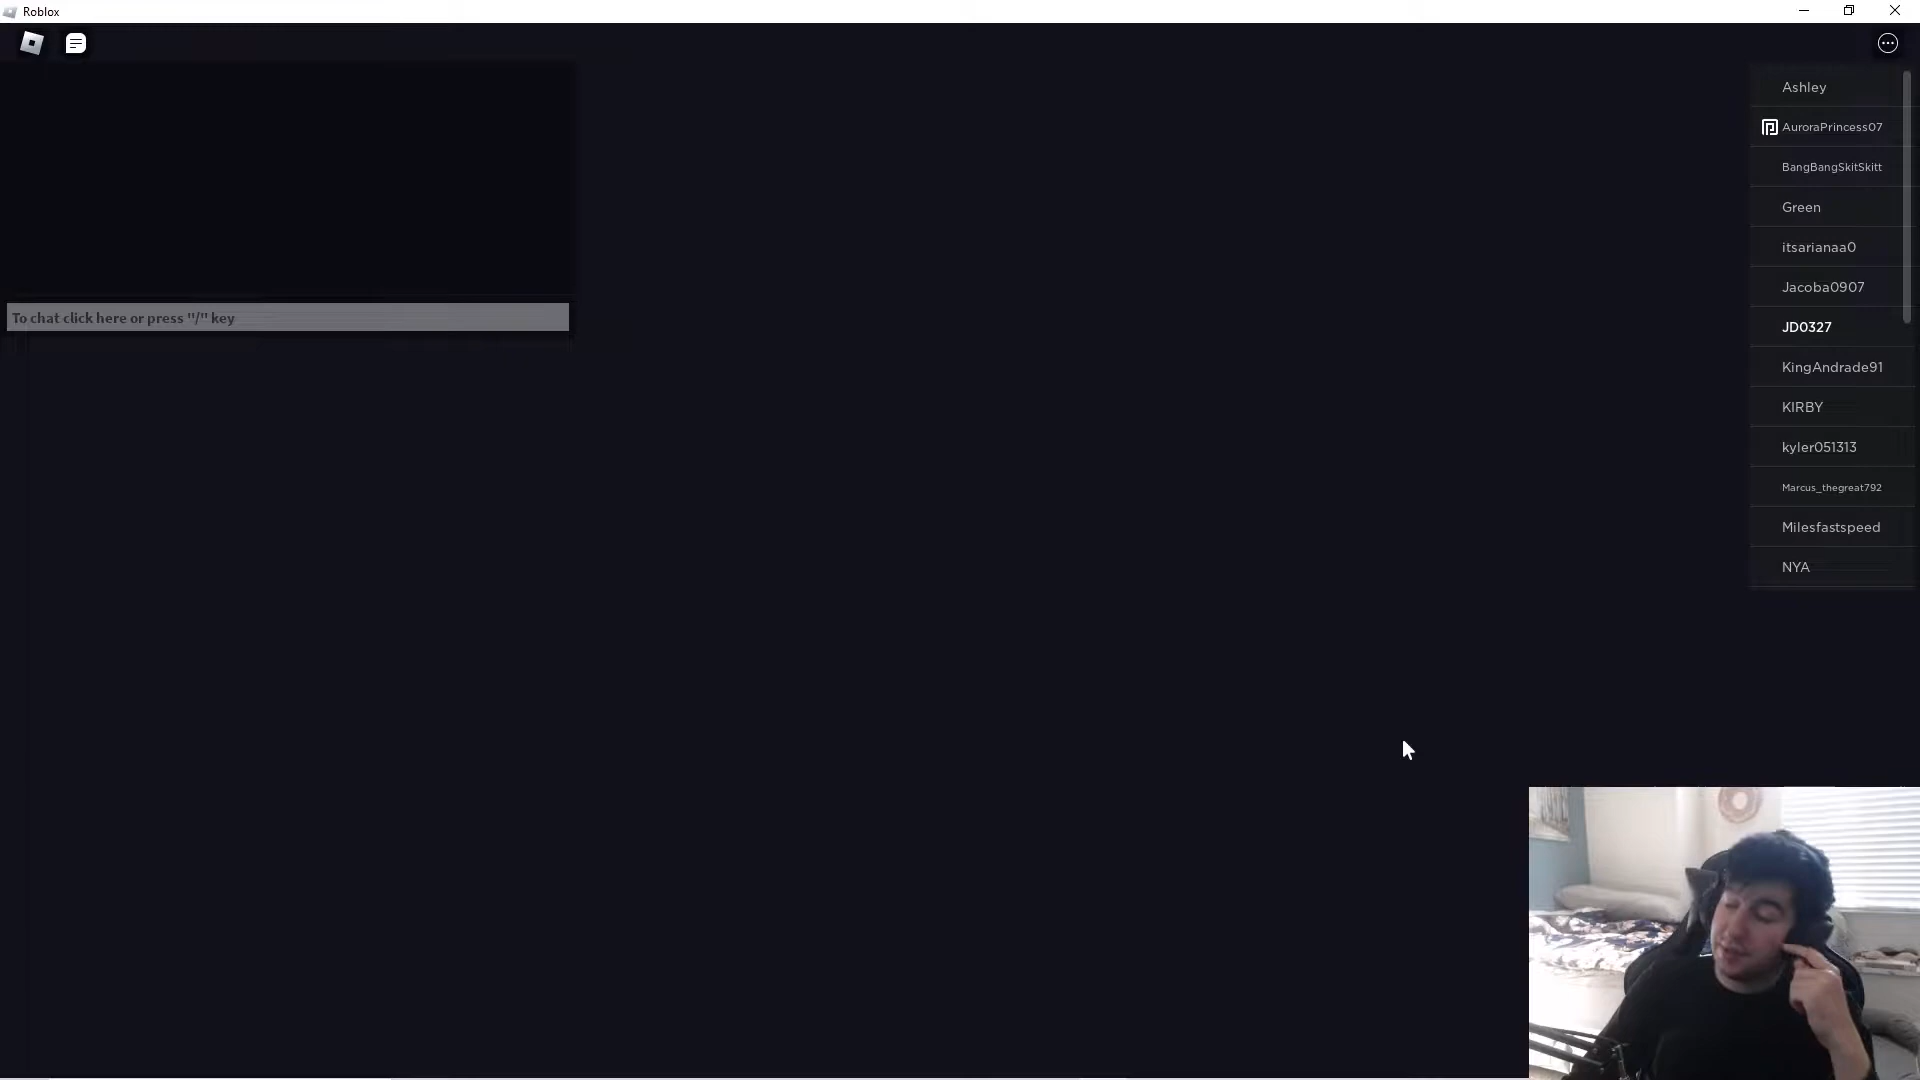 Roblox
To chat click here or press "/" key
Ashley
AuroraPrincess07
BangBangSkitSkitt
Green
itsarianaa0
Jacoba0907
JD0327
KingAndrade91
KIRBY
kyler051313
Marcus_thegreat792
Milesfastspeed
NYA